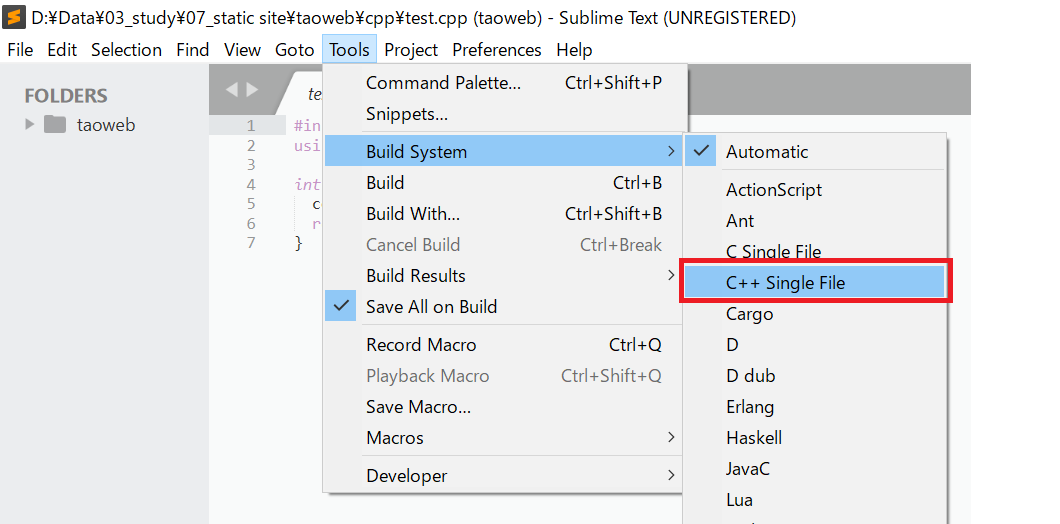 D:¥Data¥03_study¥07_static site¥taoweb¥cpp¥test.cpp (taoweb) - Sublime Text (UNREGISTERED)
File Edit Selection Find View Goto Tools Project Preferences Help
FOLDERS
taoweb
te
1 #in
2 usi
3
4 int
5 c
6 r
7 }
Command Palette... Ctrl+Shift+P
Snippets...
Build System
Build Ctrl+B
Build With... Ctrl+Shift+B
Cancel Build Ctrl+Break
Build Results
Save All on Build
Record Macro Ctrl+Q
Playback Macro Ctrl+Shift+Q
Save Macro...
Macros
Developer
Automatic
ActionScript
Ant
C Single File
C++ Single File
Cargo
D
D dub
Erlang
Haskell
JavaC
Lua